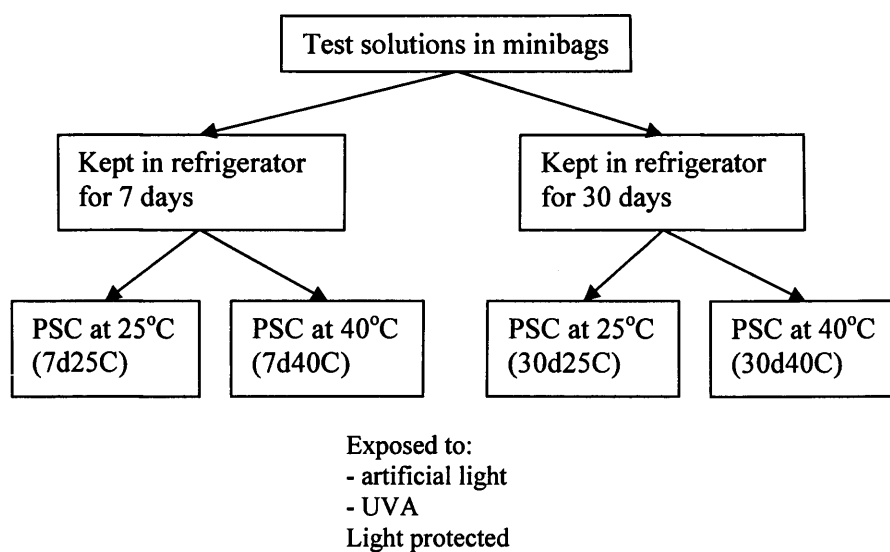 Test solutions in minibags
Kept in refrigerator
for 7 days
Kept in refrigerator
for 30 days
PSC at 25°C
(7d25C)
PSC at 40°C
(7d40C)
PSC at 25°C
(30d25C)
PSC at 40°C
(30d40C)
Exposed to:
- artificial light
- UVA
Light protected